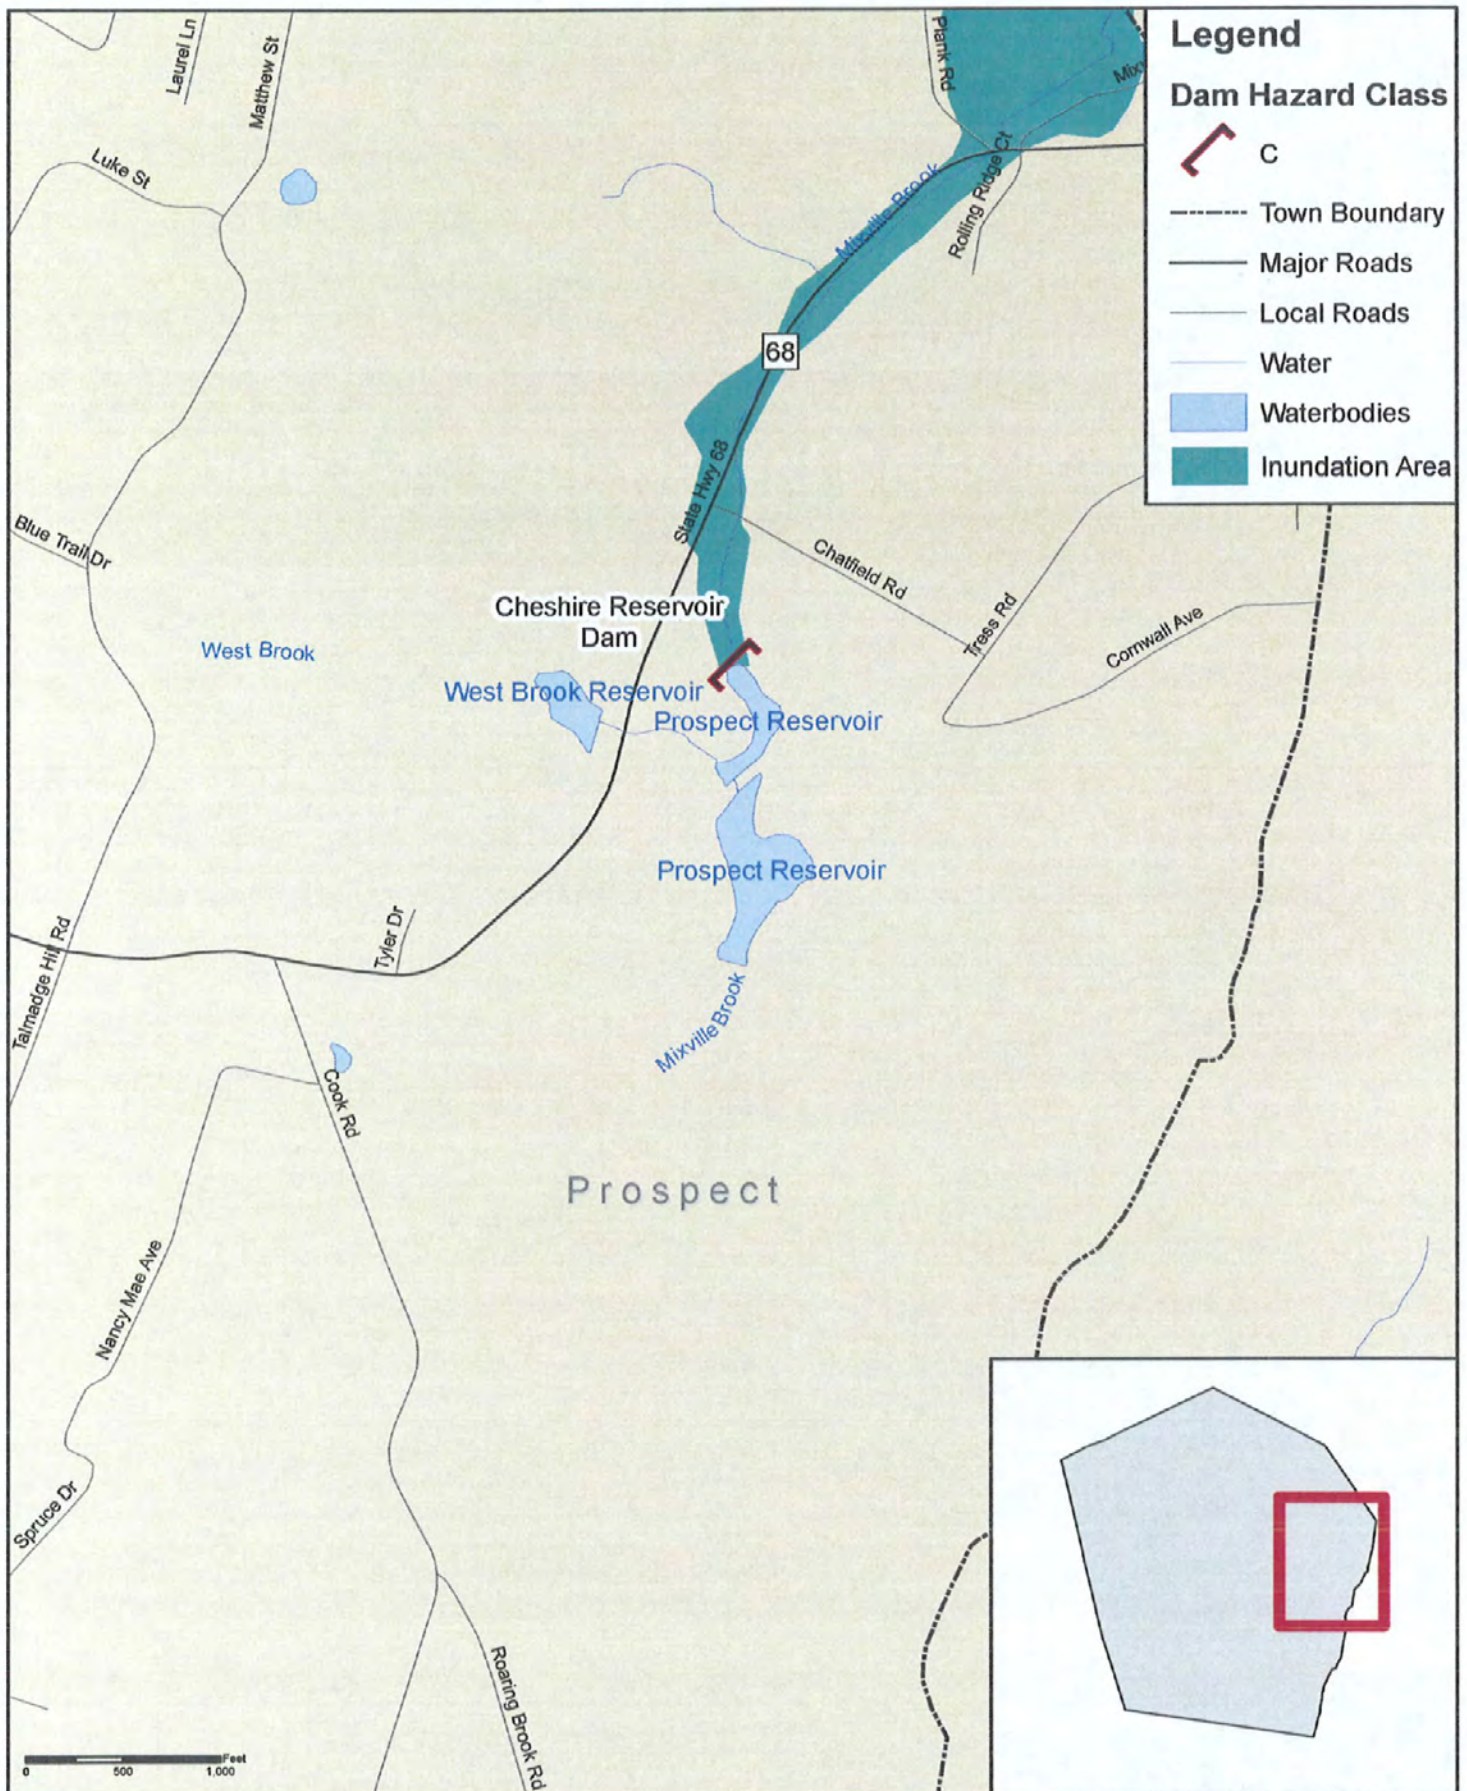 Legend
Dam Hazard Class
C
Town Boundary
Major Roads
Local Roads
Water
Waterbodies
Inundation Area
Laurel Ln
Matthew St
Luke St
Plank Rd
Mixville Brook
Rolling Ridge Ct
68
State Hwy 68
Blue Trail Dr
Chatfield Rd
Tress Rd
Cornwall Ave
Cheshire Reservoir
Dam
West Brook
West Brook Reservoir
Prospect Reservoir
Prospect Reservoir
Talmadge Hill Rd
Tyler Dr
Mixville Brook
Cook Rd
Prospect
Nancy Mae Ave
Spruce Dr
Roaring Brook Rd
Feet
0 500 1,000